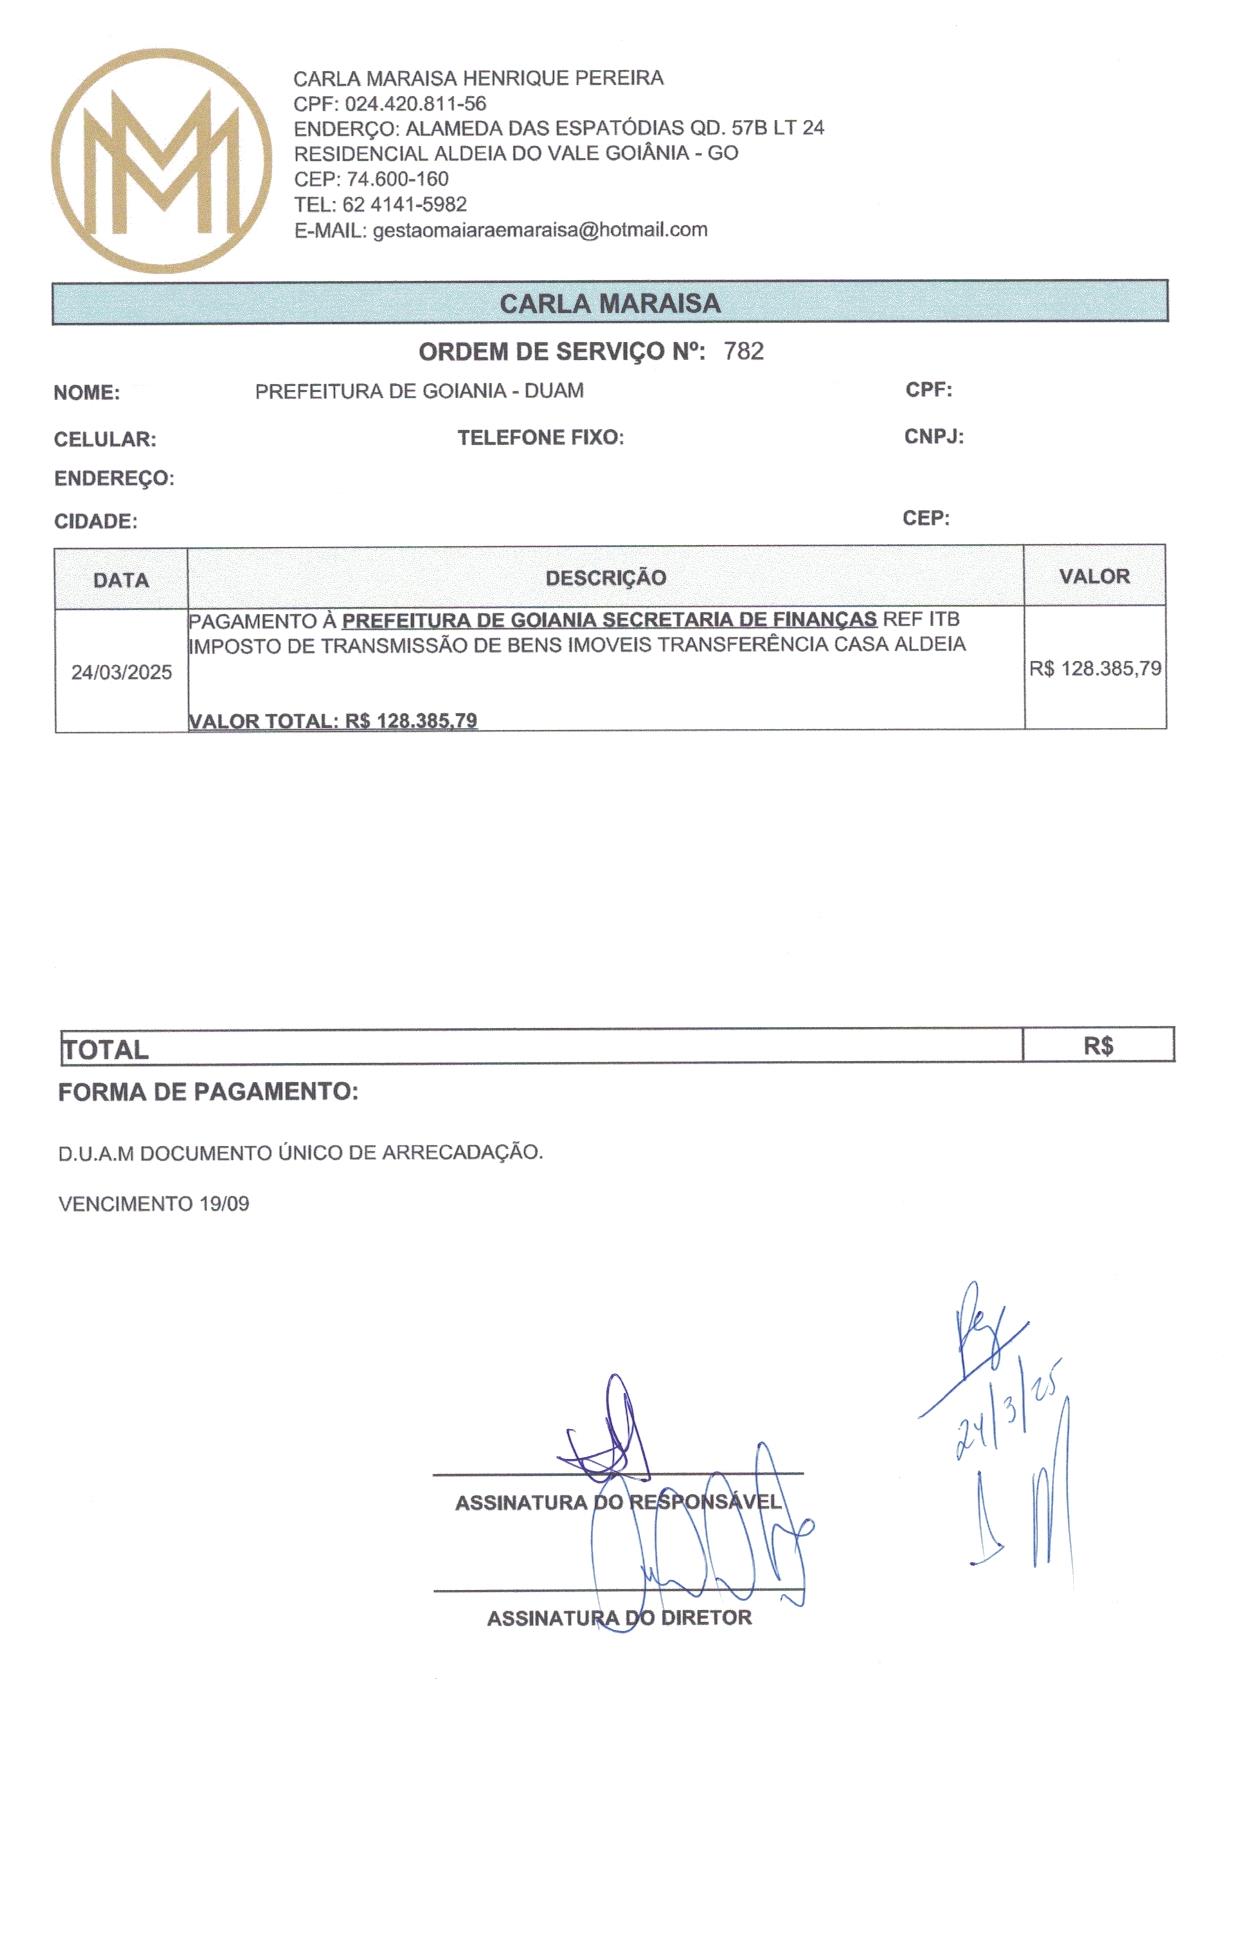 CARLA MARAISA HENRIQUE PEREIRA
CPF: 024.420.811-56
ENDERÇO: ALAMEDA DAS ESPATÓDIAS QD. 57B LT 24
RESIDENCIAL ALDEIA DO VALE GOIÂNIA - GO
CEP: 74.600-160
TEL: 62 4141-5982
E-MAIL: gestaomaiaraemaraisa@hotmail.com
CARLA MARAISA
ORDEM DE SERVIÇO Nº: 782
NOME: PREFEITURA DE GOIANIA - DUAM CPF:
CELULAR: TELEFONE FIXO: CNPJ:
ENDEREÇO:
CIDADE: CEP:
DATA DESCRIÇÃO VALOR
PAGAMENTO À PREFEITURA DE GOIANIA SECRETARIA DE FINANÇAS REF ITB
IMPOSTO DE TRANSMISSÃO DE BENS IMOVEIS TRANSFERÊNCIA CASA ALDEIA
24/03/2025 R$ 128.385,79
VALOR TOTAL: R$ 128.385,79
TOTAL R$
FORMA DE PAGAMENTO:
D.U.A.M DOCUMENTO ÚNICO DE ARRECADAÇÃO.
VENCIMENTO 19/09
24/3/25
ASSINATURA DO RESPONSÁVEL
ASSINATURA DO DIRETOR